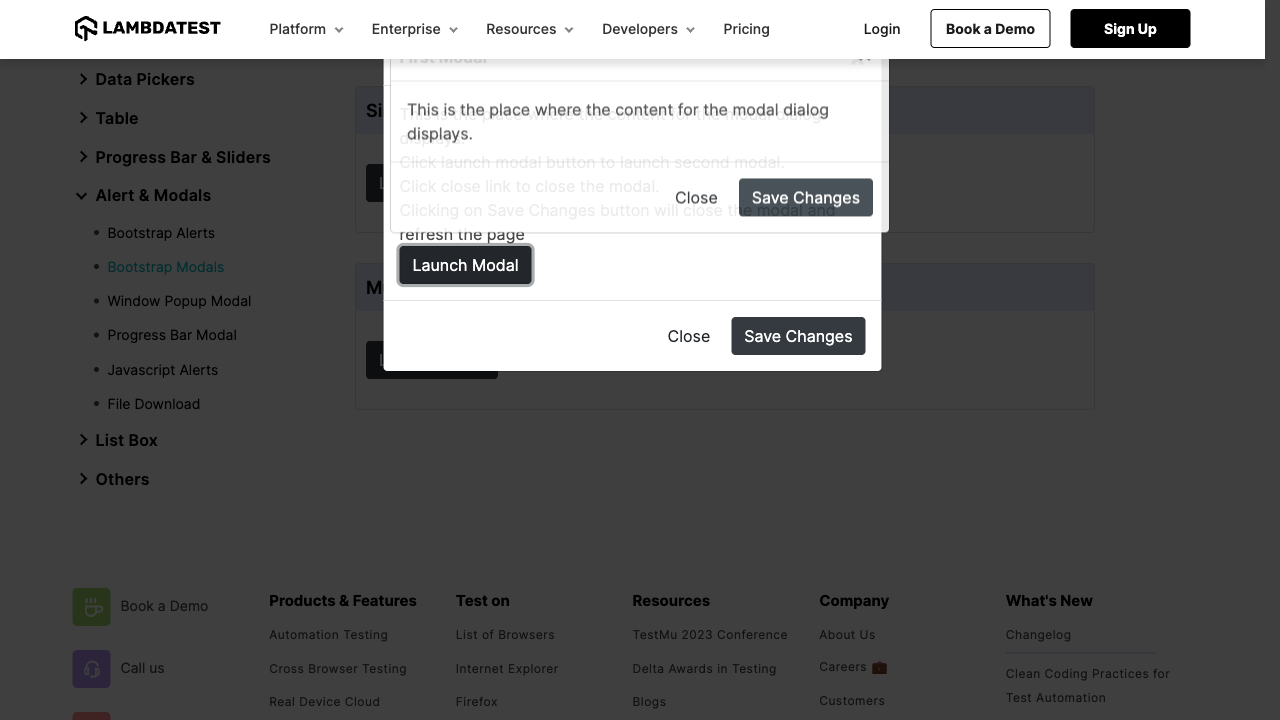 LAMBDATEST
Platform
Enterprise
Resources
Developers
Pricing
Login
Book a Demo
Sign Up
Data Pickers
Table
Progress Bar & Sliders
Alert & Modals
Bootstrap Alerts
Bootstrap Modals
Window Popup Modal
Progress Bar Modal
Javascript Alerts
File Download
List Box
Others
First Modal
This is the place where the content for the modal dialog
displays.
Click launch modal button to launch second modal.
Click close link to close the modal.
Clicking on Save Changes button will close the modal and
refresh the page
Close
Save Changes
Launch Modal
Close
Save Changes
Book a Demo
Call us
Products & Features
Automation Testing
Cross Browser Testing
Real Device Cloud
Test on
List of Browsers
Internet Explorer
Firefox
Resources
TestMu 2023 Conference
Delta Awards in Testing
Blogs
Company
About Us
Careers 💼
Customers
What's New
Changelog
Clean Coding Practices for
Test Automation